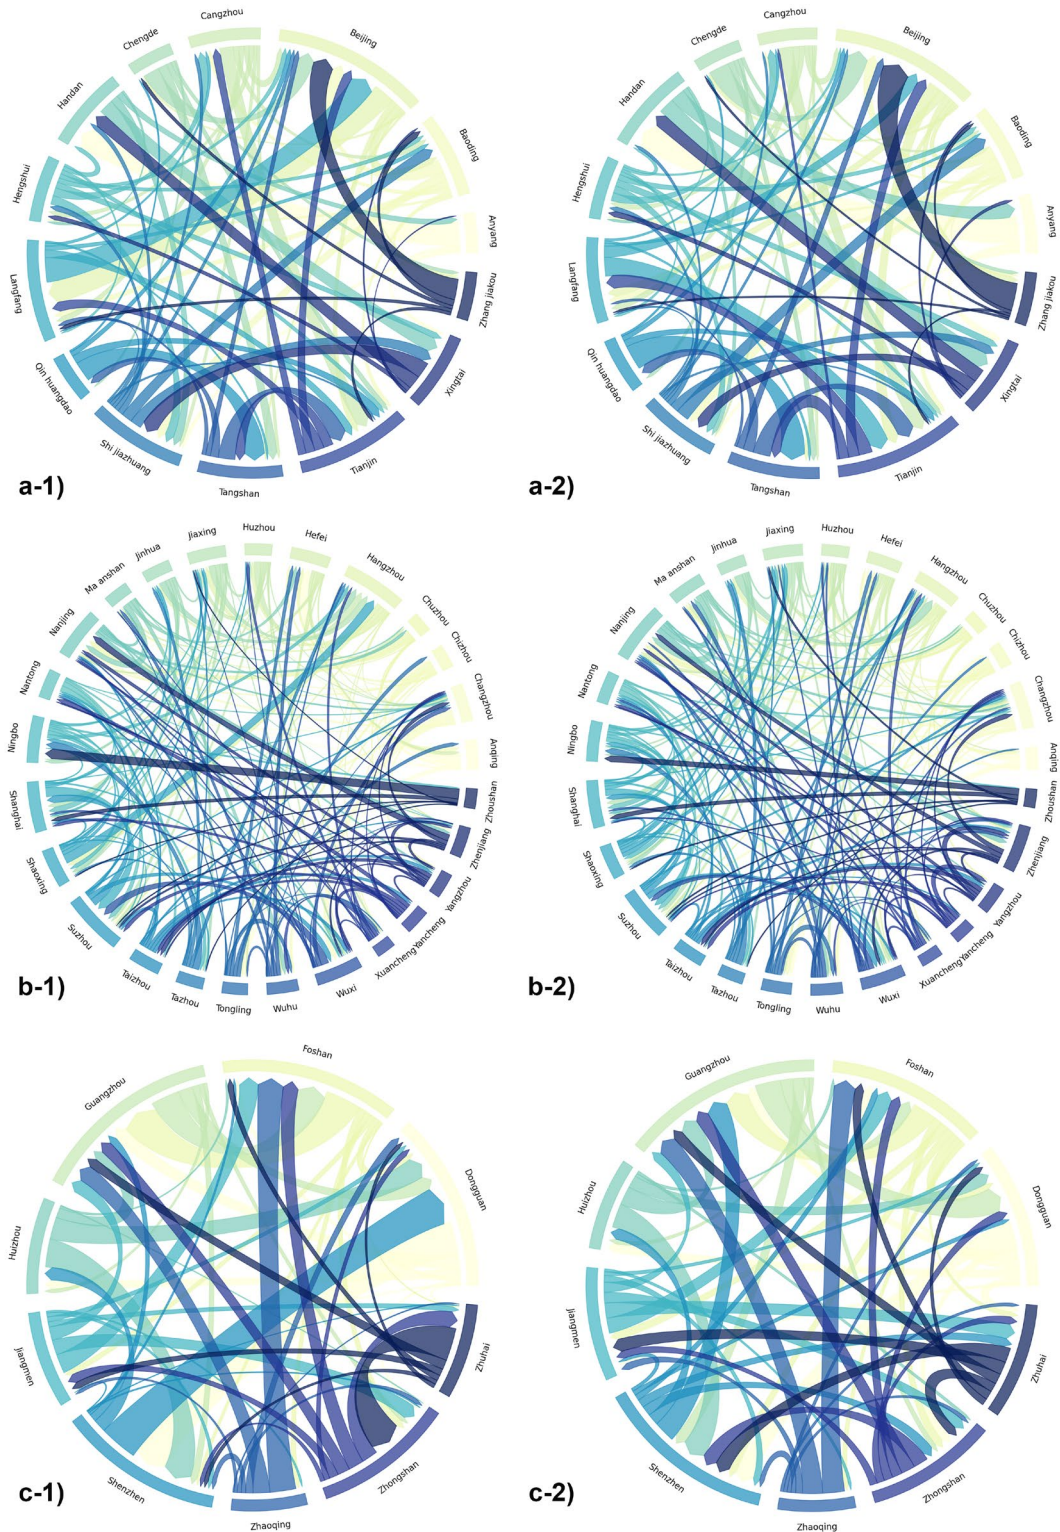 Cangzhou
Beijing
Chengde
Handan
Baoding
Hengshui
Anyang
Langfang
Zhang jiakou
Qin huangdao
Xingtai
Shi jiazhuang
Tianjin
Tangshan
a-1)
Cangzhou
Beijing
Chengde
Handan
Baoding
Hengshui
Anyang
Langfang
Zhang jiakou
Qin huangdao
Xingtai
Shi jiazhuang
Tianjin
Tangshan
a-2)
Huzhou
Hefei
Jiaxing
Jinhua
Hangzhou
Ma anshan
Chuzhou
Nanjing
Chizhou
Nantong
Changzhou
Ningbo
Anqing
Shanghai
Zhoushan
Shaoxing
Zhenjiang
Suzhou
Yangzhou
Taizhou
Yancheng
Tazhou
Xuancheng
Tongling
Wuxi
Wuhu
b-1)
Huzhou
Hefei
Jiaxing
Jinhua
Hangzhou
Ma anshan
Chuzhou
Nanjing
Chizhou
Nantong
Changzhou
Ningbo
Anqing
Shanghai
Zhoushan
Shaoxing
Zhenjiang
Suzhou
Yangzhou
Taizhou
Yancheng
Tazhou
Xuancheng
Tongling
Wuxi
Wuhu
b-2)
Foshan
Guangzhou
Dongguan
Huizhou
Jiangmen
Zhuhai
Shenzhen
Zhongshan
Zhaoqing
c-1)
Guangzhou
Foshan
Huizhou
Dongguan
Jiangmen
Zhuhai
Shenzhen
Zhongshan
Zhaoqing
c-2)